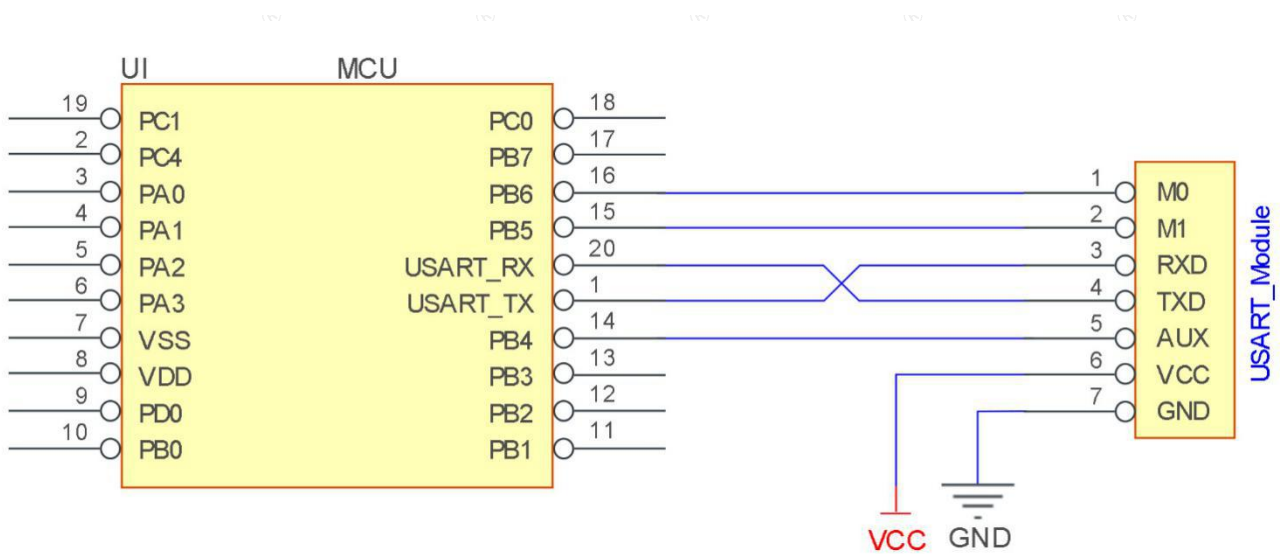 UI MCU
19 PC1 PC0 18
2 PC4 PB7 17
3 PA0 PB6 16 1 M0
4 PA1 PB5 15 2 M1
5 PA2 USART_RX 20 3 RXD
6 PA3 USART_TX 1 4 TXD
7 VSS PB4 14 5 AUX
8 VDD PB3 13 6 VCC
9 PD0 PB2 12 7 GND
10 PB0 PB1 11
USART_Module
VCC GND